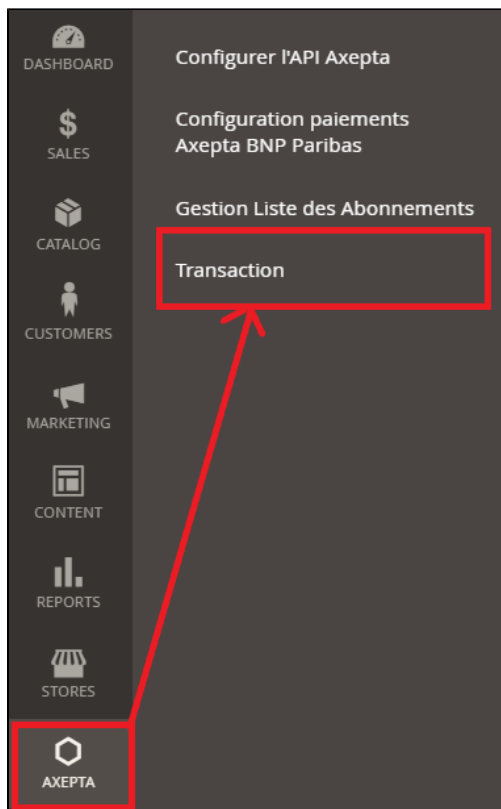 DASHBOARD
SALES
CATALOG
CUSTOMERS
MARKETING
CONTENT
REPORTS
STORES
AXEPTA
Configurer l'API Axepta
Configuration paiements
Axepta BNP Paribas
Gestion Liste des Abonnements
Transaction